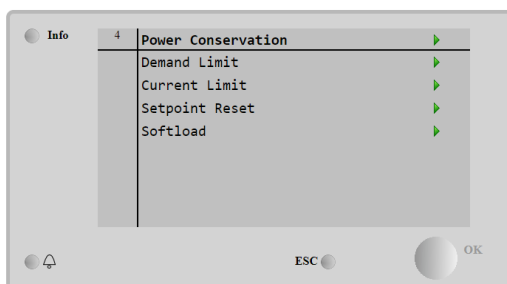 Info
4 Power Conservation
Demand Limit
Current Limit
Setpoint Reset
Softload
ESC
OK